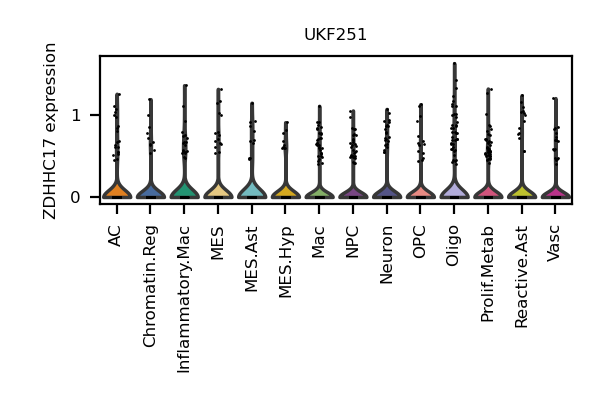 UKF251
ZDHHC17 expression
1
0
AC
Chromatin.Reg
Inflammatory.Mac
MES
MES.Ast
MES.Hyp
Mac
NPC
Neuron
OPC
Oligo
Prolif.Metab
Reactive.Ast
Vasc